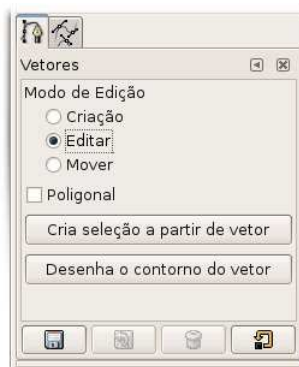 Vetores
Modo de Edição
Criação
Editar
Mover
Poligonal
Cria seleção a partir de vetor
Desenha o contorno do vetor